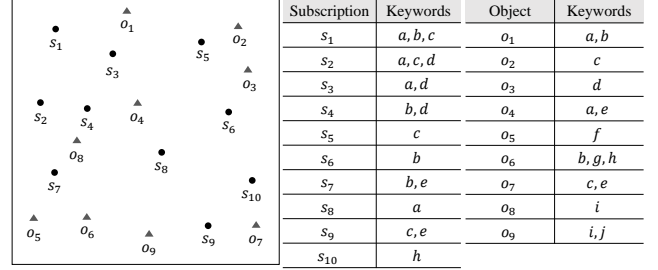 o₁
o₂
s₁
s₅
s₃
o₃
s₂
s₄
o₄
s₆
o₈
s₈
s₇
s₁₀
o₅
o₆
o₉
s₉
o₇
Subscription Keywords
s₁ a, b, c
s₂ a, c, d
s₃ a, d
s₄ b, d
s₅ c
s₆ b
s₇ b, e
s₈ a
s₉ c, e
s₁₀ h
Object Keywords
o₁ a, b
o₂ c
o₃ d
o₄ a, e
o₅ f
o₆ b, g, h
o₇ c, e
o₈ i
o₉ i, j